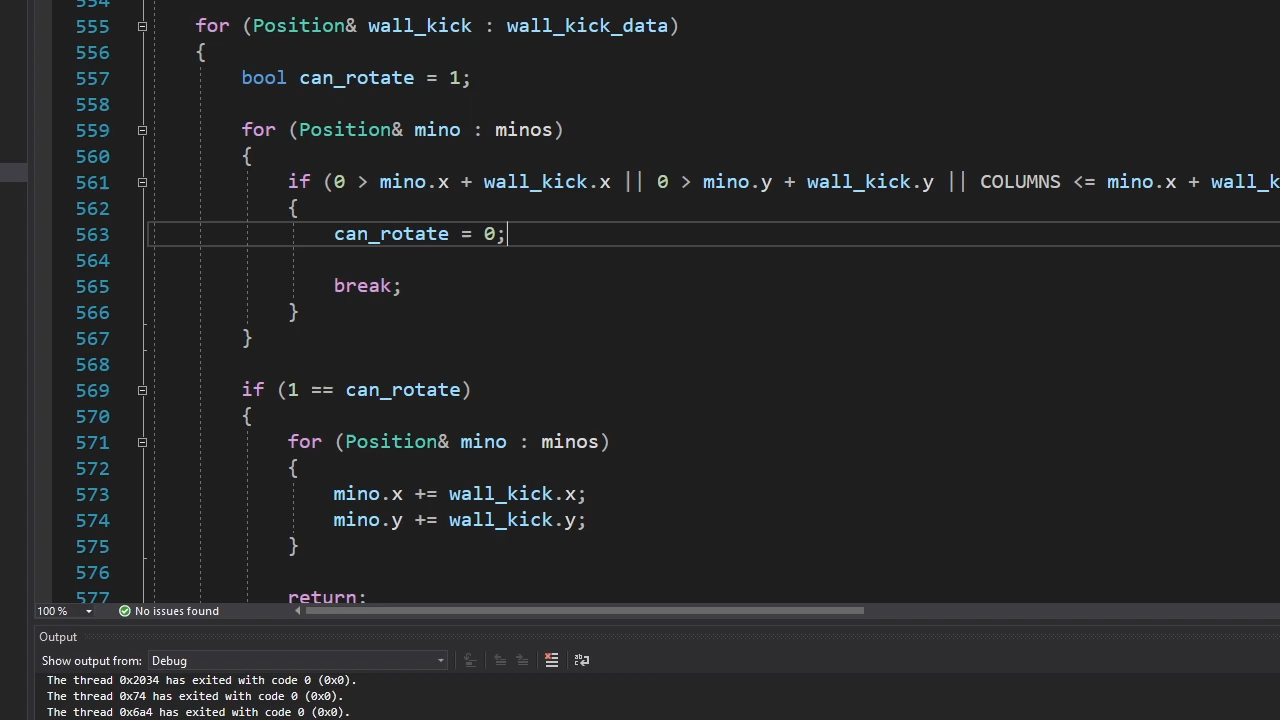 554
555 for (Position& wall_kick : wall_kick_data)
556 {
557 bool can_rotate = 1;
558
559 for (Position& mino : minos)
560 {
561 if (0 > mino.x + wall_kick.x || 0 > mino.y + wall_kick.y || COLUMNS <= mino.x + wall_k
562 {
563 can_rotate = 0;
564
565 break;
566 }
567 }
568
569 if (1 == can_rotate)
570 {
571 for (Position& mino : minos)
572 {
573 mino.x += wall_kick.x;
574 mino.y += wall_kick.y;
575 }
576
577 return;
100 % No issues found
Output
Show output from: Debug
The thread 0x2034 has exited with code 0 (0x0).
The thread 0x74 has exited with code 0 (0x0).
The thread 0x6a4 has exited with code 0 (0x0).